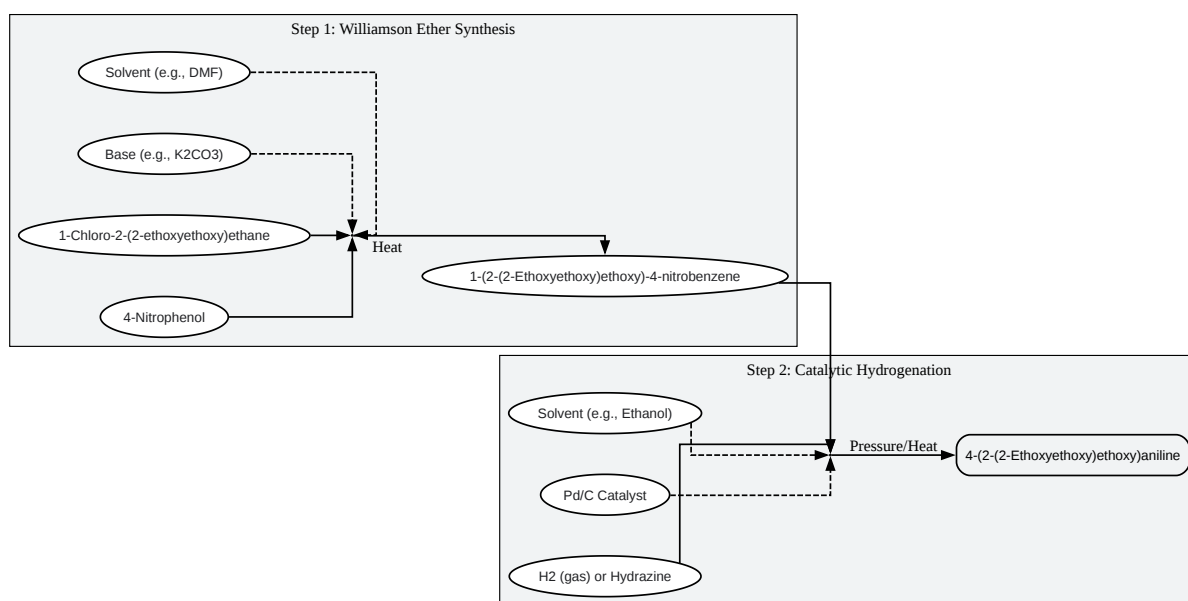 Step 1: Williamson Ether Synthesis
Solvent (e.g., DMF)
Base (e.g., K2CO3)
1-Chloro-2-(2-ethoxyethoxy)ethane
Heat
1-(2-(2-Ethoxyethoxy)ethoxy)-4-nitrobenzene
4-Nitrophenol
Step 2: Catalytic Hydrogenation
Solvent (e.g., Ethanol)
Pressure/Heat
4-(2-(2-Ethoxyethoxy)ethoxy)aniline
Pd/C Catalyst
H2 (gas) or Hydrazine